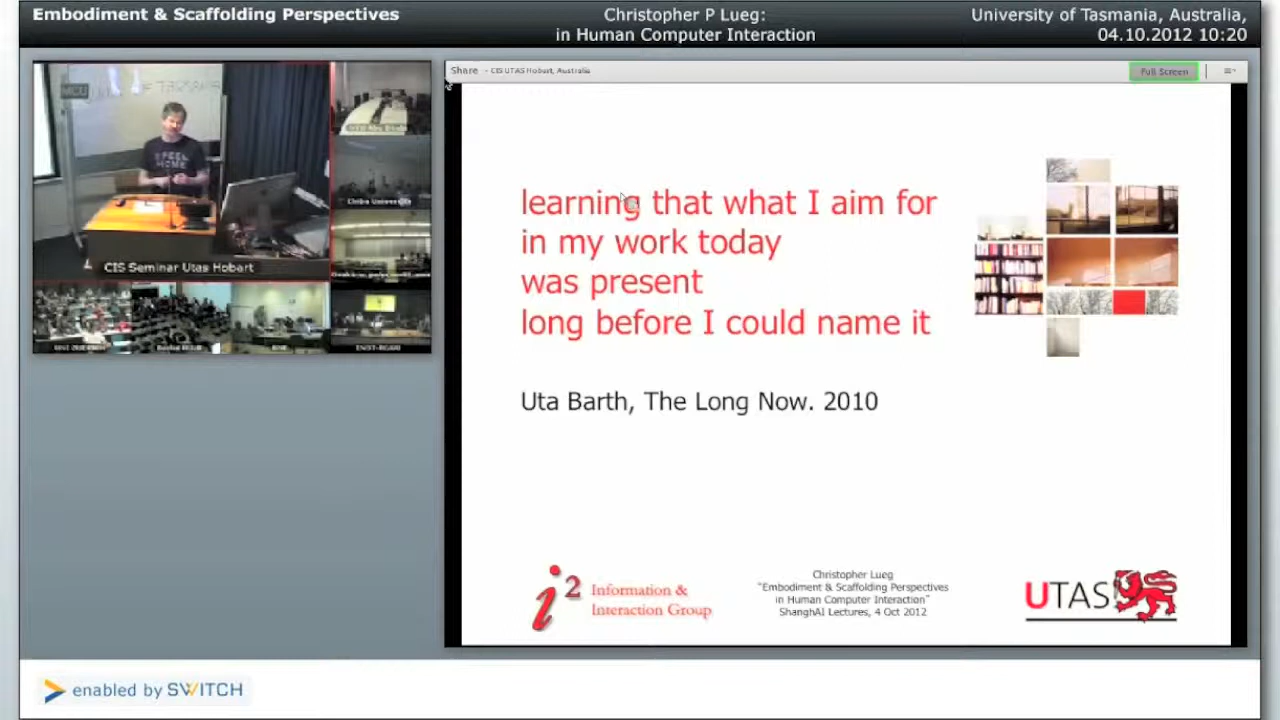 Embodiment & Scaffolding Perspectives
Christopher P Lueg:
in Human Computer Interaction
University of Tasmania, Australia,
04.10.2012 10:20
CIS Seminar Utas Hobart
Share - CIS UTAS Hobart, Australia
Full Screen
learning that what I aim for
in my work today
was present
long before I could name it
Uta Barth, The Long Now. 2010
i2 Information &
Interaction Group
Christopher Lueg
"Embodiment & Scaffolding Perspectives
in Human Computer Interaction"
ShanghAI Lectures, 4 Oct 2012
UTAS
enabled by SWITCH